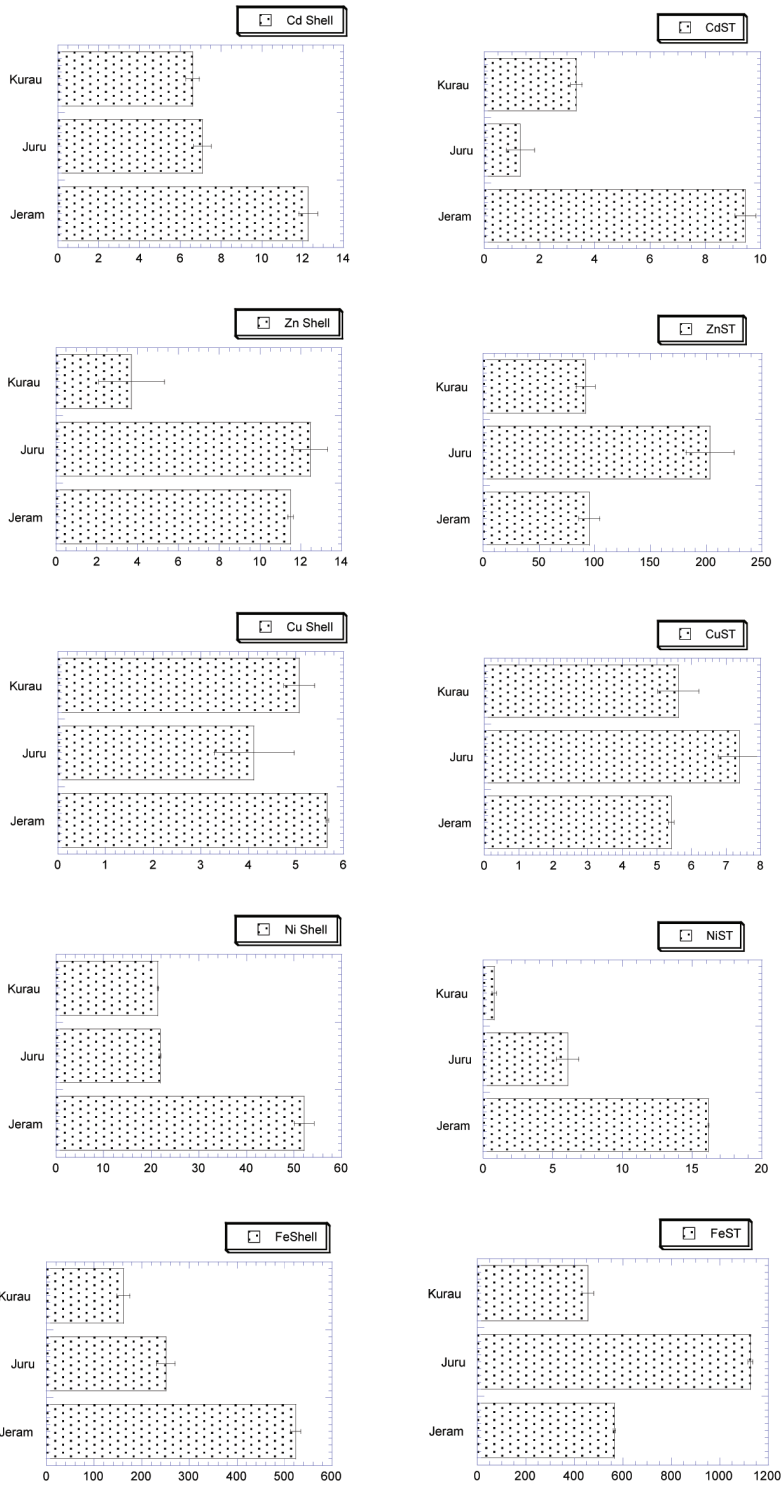 Cd Shell
Kurau
Juru
Jeram
0 2 4 6 8 10 12 14
CdST
Kurau
Juru
Jeram
0 2 4 6 8 10
Zn Shell
Kurau
Juru
Jeram
0 2 4 6 8 10 12 14
ZnST
Kurau
Juru
Jeram
0 50 100 150 200 250
Cu Shell
Kurau
Juru
Jeram
0 1 2 3 4 5 6
CuST
Kurau
Juru
Jeram
0 1 2 3 4 5 6 7 8
Ni Shell
Kurau
Juru
Jeram
0 10 20 30 40 50 60
NiST
Kurau
Juru
Jeram
0 5 10 15 20
FeShell
Kurau
Juru
Jeram
0 100 200 300 400 500 600
FeST
Kurau
Juru
Jeram
0 200 400 600 800 1000 1200